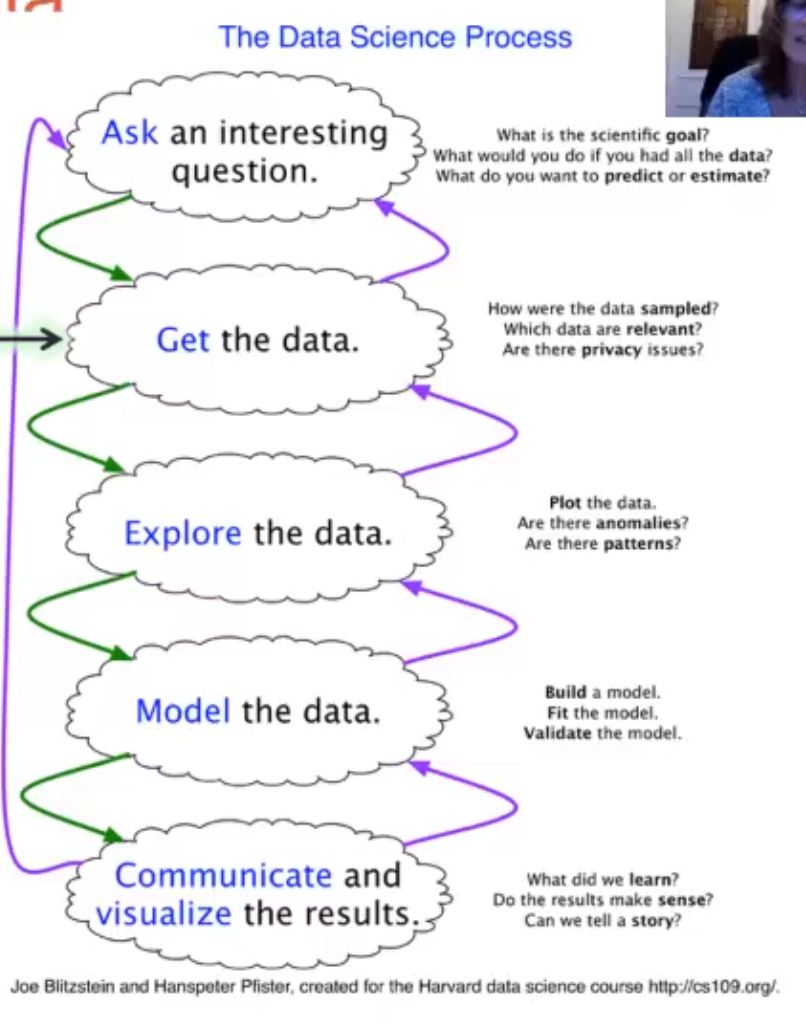 The Data Science Process
Ask an interesting
question.
What is the scientific goal?
What would you do if you had all the data?
What do you want to predict or estimate?
Get the data.
How were the data sampled?
Which data are relevant?
Are there privacy issues?
Explore the data.
Plot the data.
Are there anomalies?
Are there patterns?
Model the data.
Build a model.
Fit the model.
Validate the model.
Communicate and
visualize the results.
What did we learn?
Do the results make sense?
Can we tell a story?
Joe Blitzstein and Hanspeter Pfister, created for the Harvard data science course http://cs109.org/.